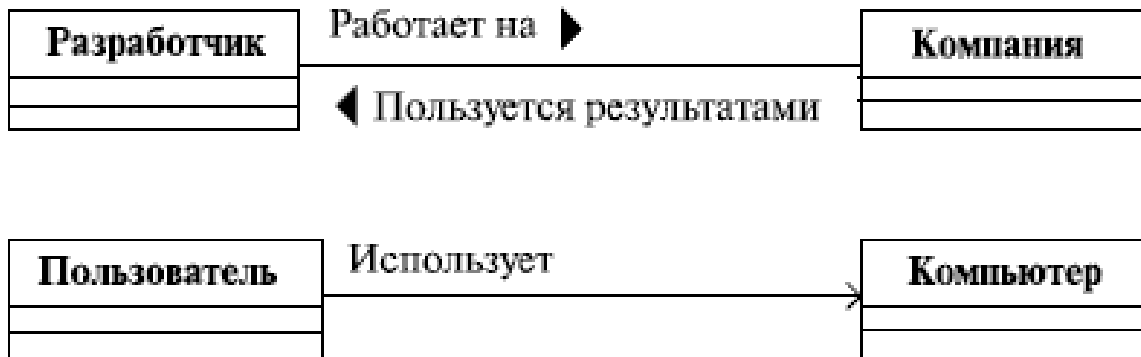 Разработчик Работает на Компания
Пользуется результатами
Пользователь Использует Компьютер